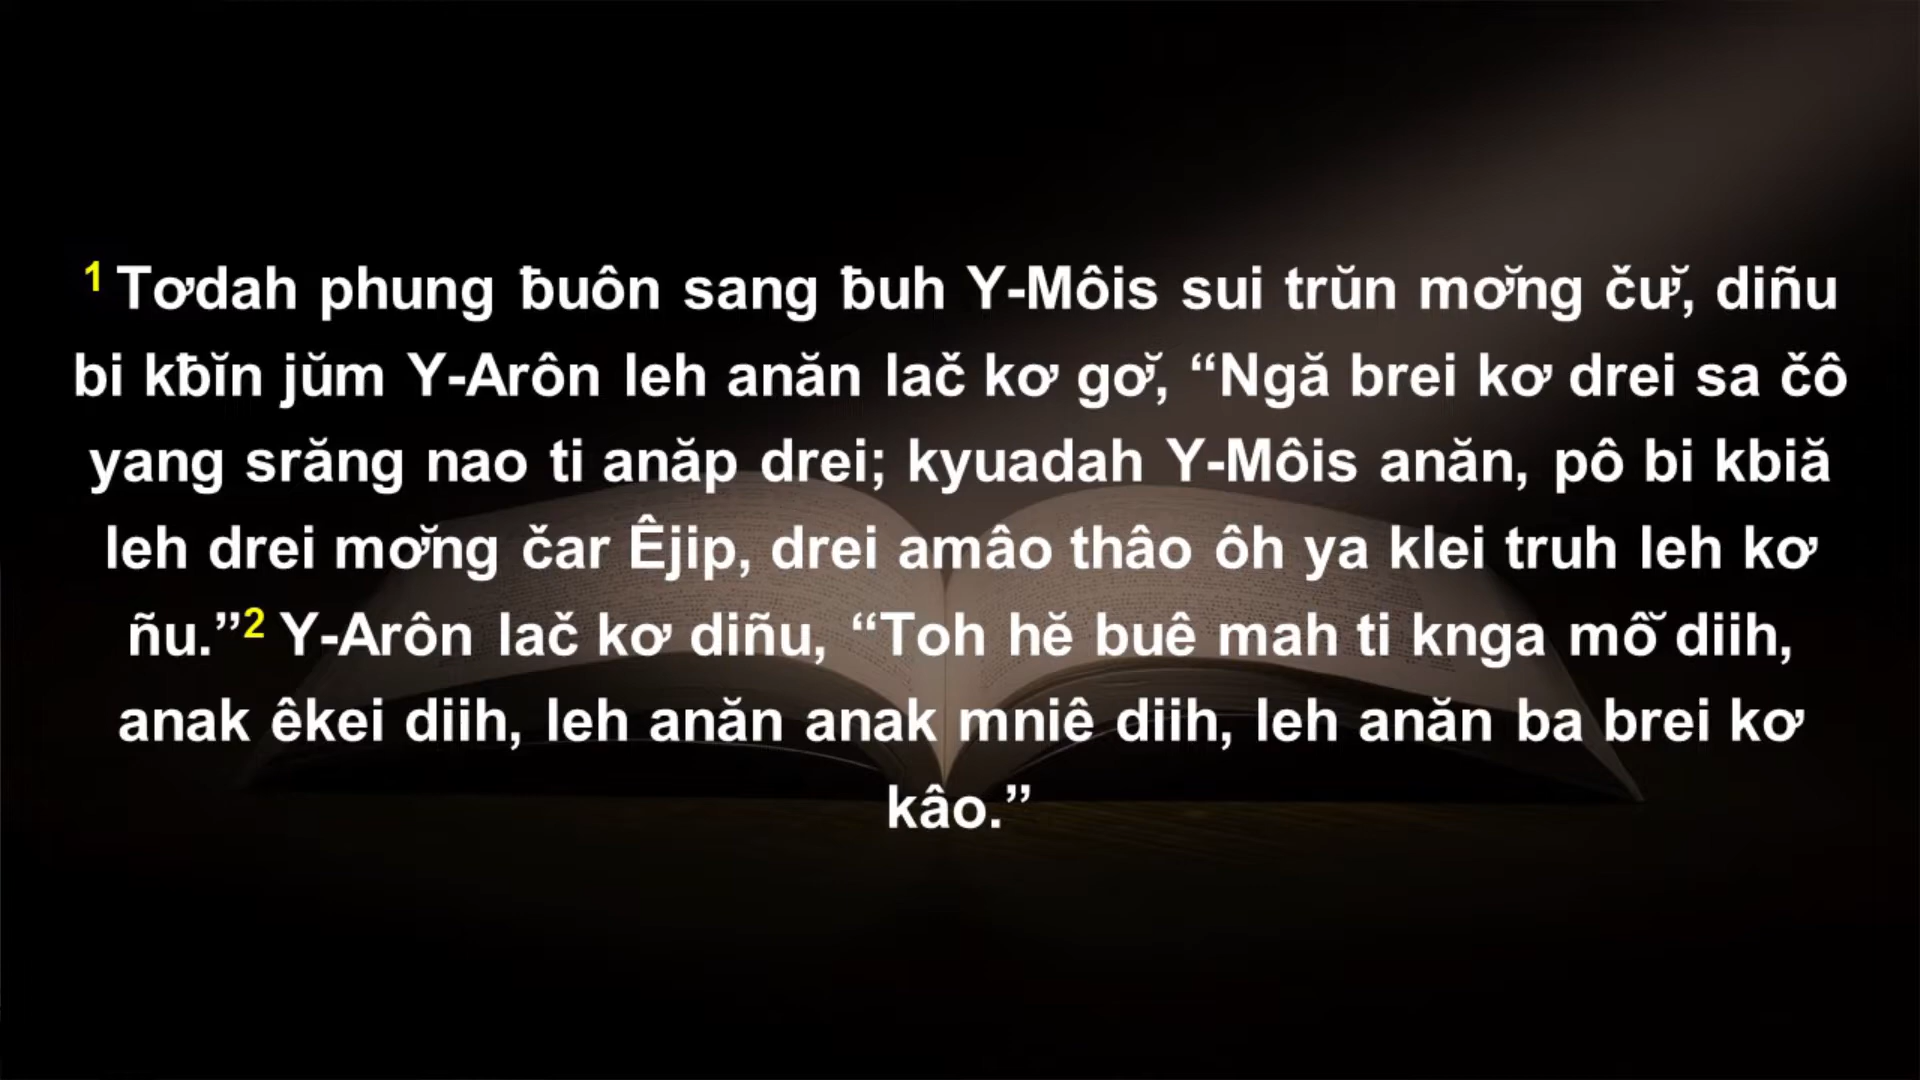 1 Tơdah phung ƀuôn sang ƀuh Y-Môis sui trŭn mơ̆ng čư̆, diñu
bi kƀĭn jŭm Y-Arôn leh anăn lač kơ gơ̆, “Ngă brei kơ drei sa čô
yang srăng nao ti anăp drei; kyuadah Y-Môis anăn, pô bi kbiă
leh drei mơ̆ng čar Êjip, drei amâo thâo ôh ya klei truh leh kơ
ñu.”2 Y-Arôn lač kơ diñu, “Toh hĕ buê mah ti knga mô̆ diih,
anak êkei diih, leh anăn anak mniê diih, leh anăn ba brei kơ
kâo.”